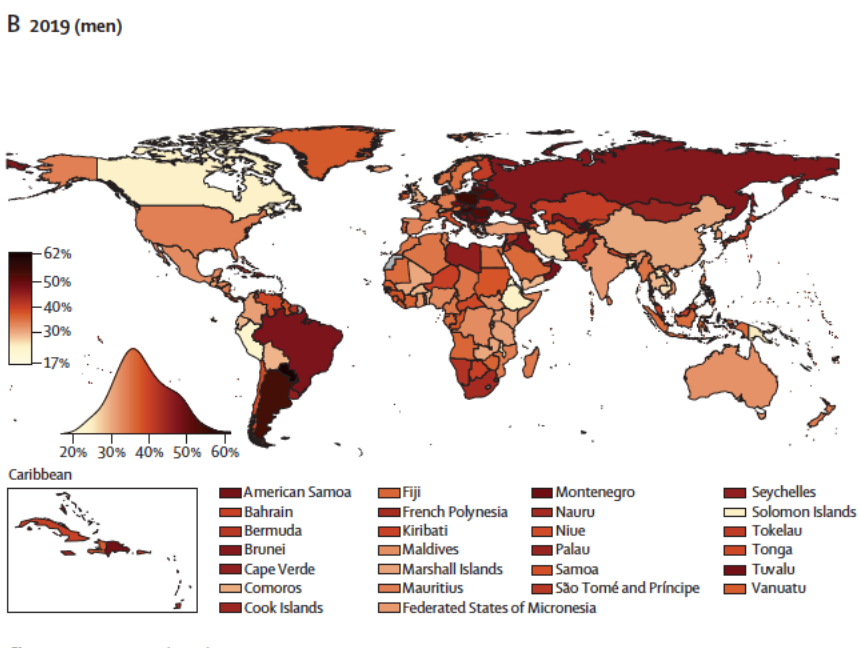 B 2019 (men)
62%
50%
40%
30%
17%
20% 30% 40% 50% 60%
Caribbean
American Samoa
Bahrain
Bermuda
Brunei
Cape Verde
Comoros
Cook Islands
Fiji
French Polynesia
Kiribati
Maldives
Marshall Islands
Mauritius
Federated States of Micronesia
Montenegro
Nauru
Niue
Palau
Samoa
São Tomé and Príncipe
Seychelles
Solomon Islands
Tokelau
Tonga
Tuvalu
Vanuatu